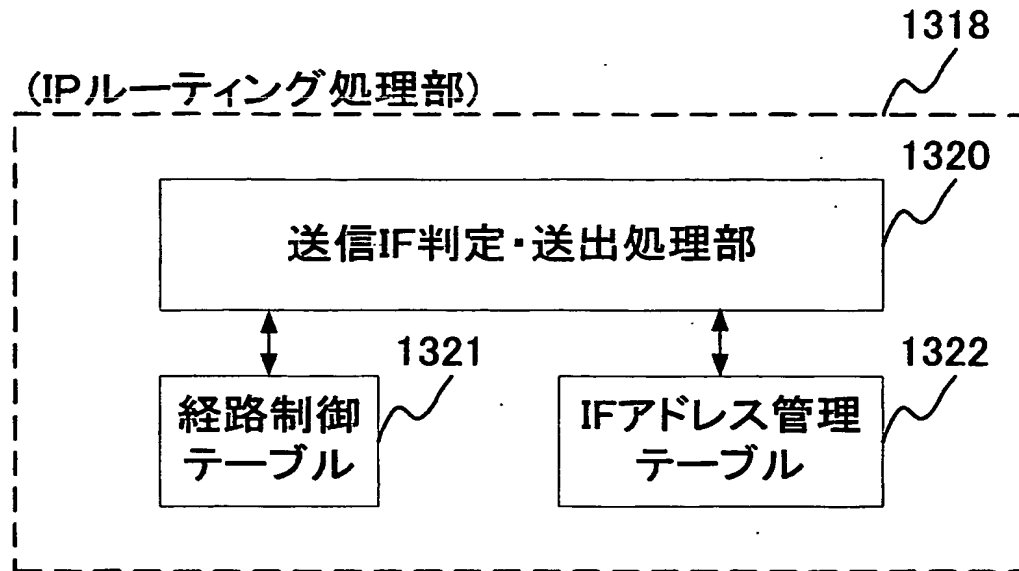 1318
(IPルーティング処理部)
1320
送信IF判定・送出処理部
1321
1322
経路制御
テーブル
IFアドレス管理
テーブル